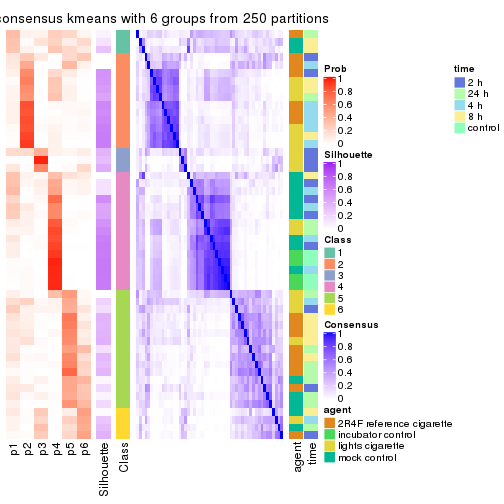 consensus kmeans with 6 groups from 250 partitions
Prob
1
0.8
0.6
0.4
0.2
0
Silhouette
1
0.8
0.6
0.4
0.2
0
Class
1
2
3
4
5
6
Consensus
1
0.8
0.6
0.4
0.2
0
agent
2R4F reference cigarette
incubator control
lights cigarette
mock control
time
2 h
24 h
4 h
8 h
control
p1
p2
p3
p4
p5
p6
Silhouette
Class
agent
time